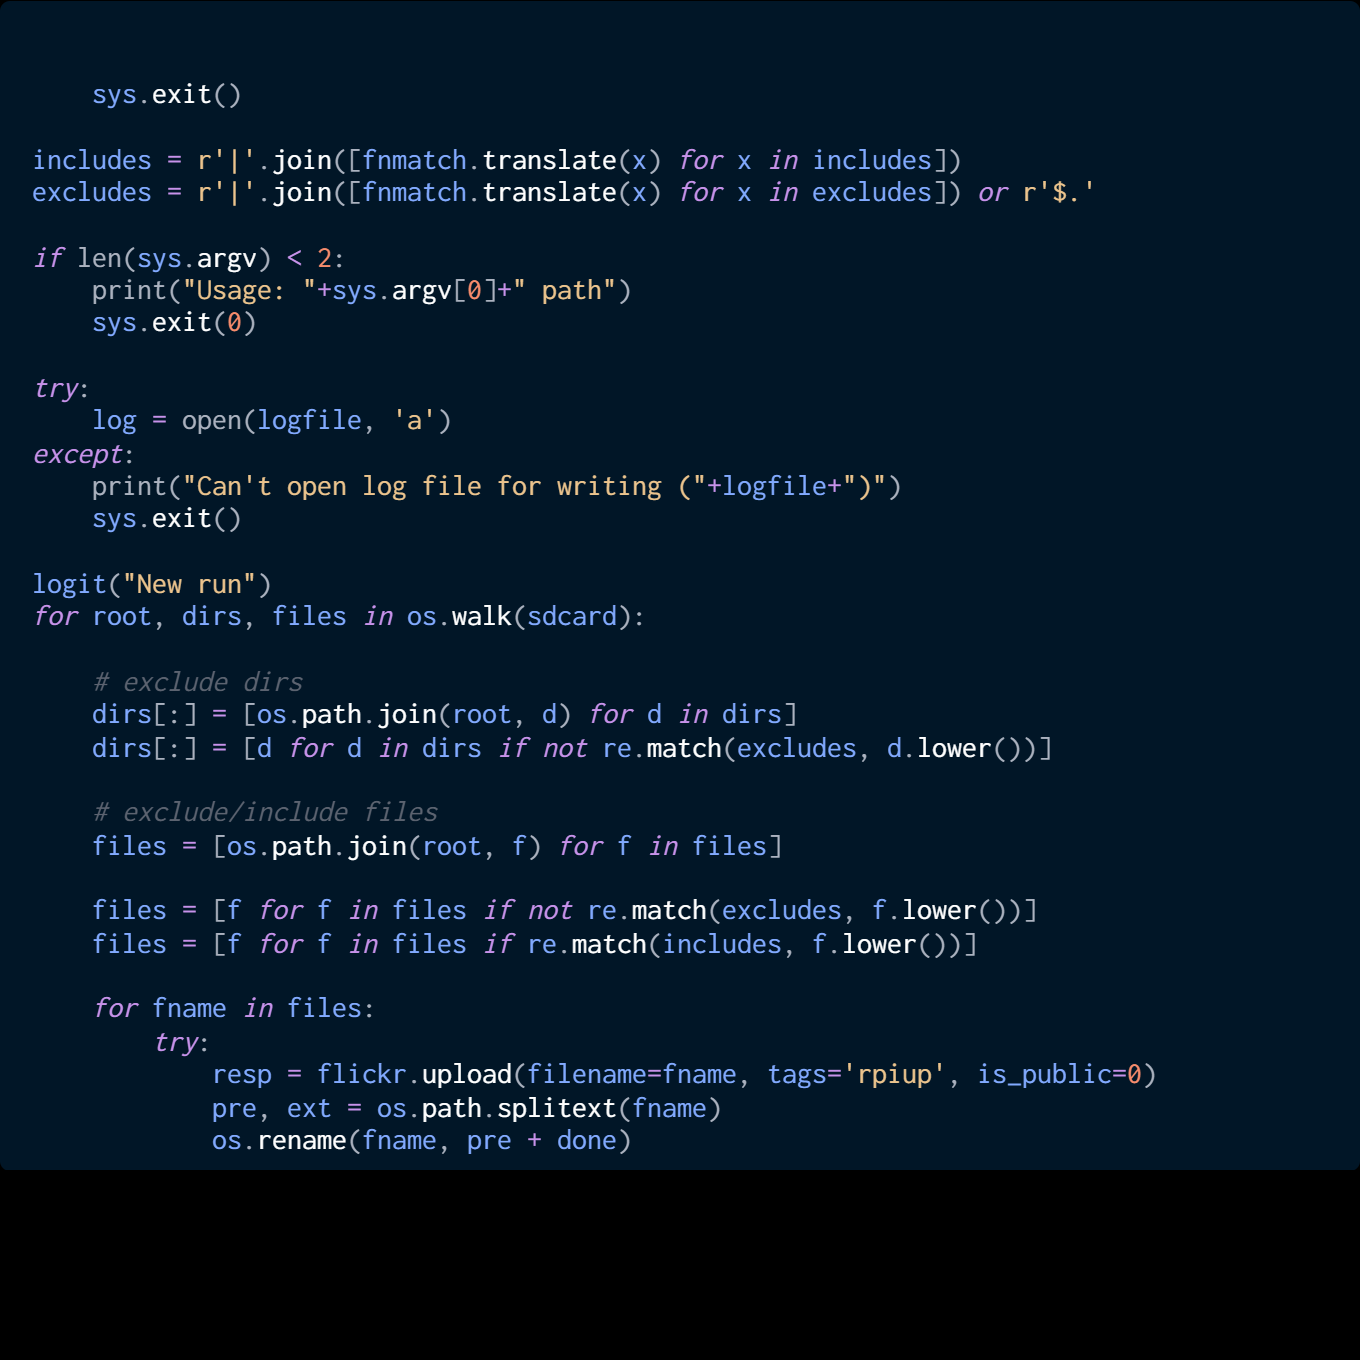 sys.exit()

includes = r'|'.join([fnmatch.translate(x) for x in includes])
excludes = r'|'.join([fnmatch.translate(x) for x in excludes]) or r'$.'

if len(sys.argv) < 2:
    print("Usage: "+sys.argv[0]+" path")
    sys.exit(0)

try:
    log = open(logfile, 'a')
except:
    print("Can't open log file for writing ("+logfile+")")
    sys.exit()

logit("New run")
for root, dirs, files in os.walk(sdcard):

    # exclude dirs
    dirs[:] = [os.path.join(root, d) for d in dirs]
    dirs[:] = [d for d in dirs if not re.match(excludes, d.lower())]

    # exclude/include files
    files = [os.path.join(root, f) for f in files]

    files = [f for f in files if not re.match(excludes, f.lower())]
    files = [f for f in files if re.match(includes, f.lower())]

    for fname in files:
        try:
            resp = flickr.upload(filename=fname, tags='rpiup', is_public=0)
            pre, ext = os.path.splitext(fname)
            os.rename(fname, pre + done)